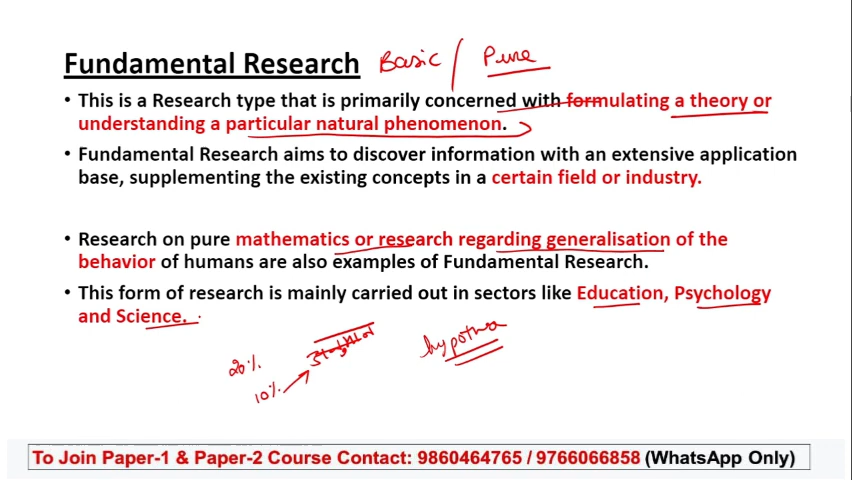 Fundamental Research Basic / Pure
• This is a Research type that is primarily concerned with formulating a theory or
understanding a particular natural phenomenon.
• Fundamental Research aims to discover information with an extensive application
base, supplementing the existing concepts in a certain field or industry.
• Research on pure mathematics or research regarding generalisation of the
behavior of humans are also examples of Fundamental Research.
• This form of research is mainly carried out in sectors like Education, Psychology
and Science.
20%
10%
To Join Paper-1 & Paper-2 Course Contact: 9860464765 / 9766066858 (WhatsApp Only)